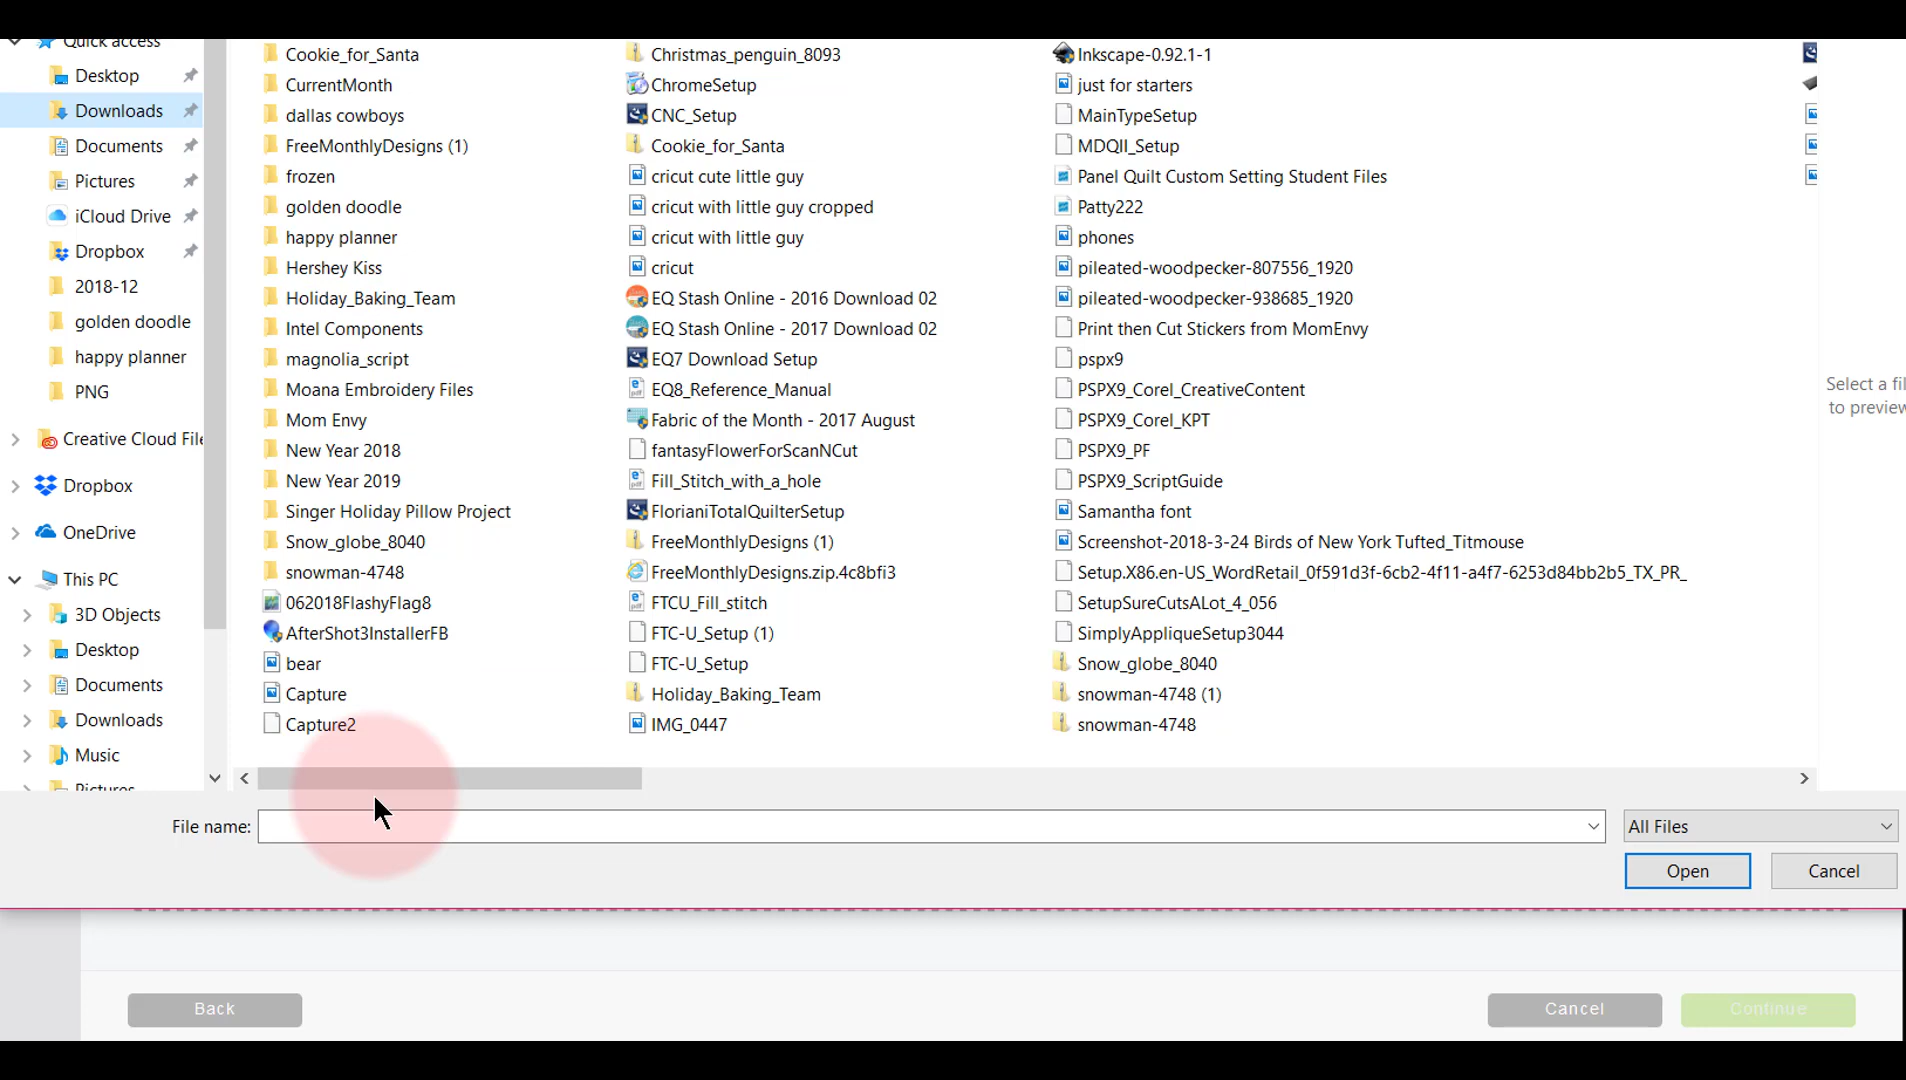 Quick access
Desktop
Downloads
Documents
Pictures
iCloud Drive
Dropbox
2018-12
golden doodle
happy planner
PNG
Creative Cloud File
Dropbox
OneDrive
This PC
3D Objects
Desktop
Documents
Downloads
Music
Pictures
Cookie_for_Santa
CurrentMonth
dallas cowboys
FreeMonthlyDesigns (1)
frozen
golden doodle
happy planner
Hershey Kiss
Holiday_Baking_Team
Intel Components
magnolia_script
Moana Embroidery Files
Mom Envy
New Year 2018
New Year 2019
Singer Holiday Pillow Project
Snow_globe_8040
snowman-4748
062018FlashyFlag8
AfterShot3InstallerFB
bear
Capture
Capture2
Christmas_penguin_8093
ChromeSetup
CNC_Setup
Cookie_for_Santa
cricut cute little guy
cricut with little guy cropped
cricut with little guy
cricut
EQ Stash Online - 2016 Download 02
EQ Stash Online - 2017 Download 02
EQ7 Download Setup
EQ8_Reference_Manual
Fabric of the Month - 2017 August
fantasyFlowerForScanNCut
Fill_Stitch_with_a_hole
FlorianiTotalQuilterSetup
FreeMonthlyDesigns (1)
FreeMonthlyDesigns.zip.4c8bfi3
FTCU_Fill_stitch
FTC-U_Setup (1)
FTC-U_Setup
Holiday_Baking_Team
IMG_0447
Inkscape-0.92.1-1
just for starters
MainTypeSetup
MDQII_Setup
Panel Quilt Custom Setting Student Files
Patty222
phones
pileated-woodpecker-807556_1920
pileated-woodpecker-938685_1920
Print then Cut Stickers from MomEnvy
pspx9
PSPX9_Corel_CreativeContent
PSPX9_Corel_KPT
PSPX9_PF
PSPX9_ScriptGuide
Samantha font
Screenshot-2018-3-24 Birds of New York Tufted_Titmouse
Setup.X86.en-US_WordRetail_0f591d3f-6cb2-4f11-a4f7-6253d84bb2b5_TX_PR_
SetupSureCutsALot_4_056
SimplyAppliqueSetup3044
Snow_globe_8040
snowman-4748 (1)
snowman-4748
Select a fil
to preview
File name:
All Files
Open
Cancel
Back
Cancel
Continue